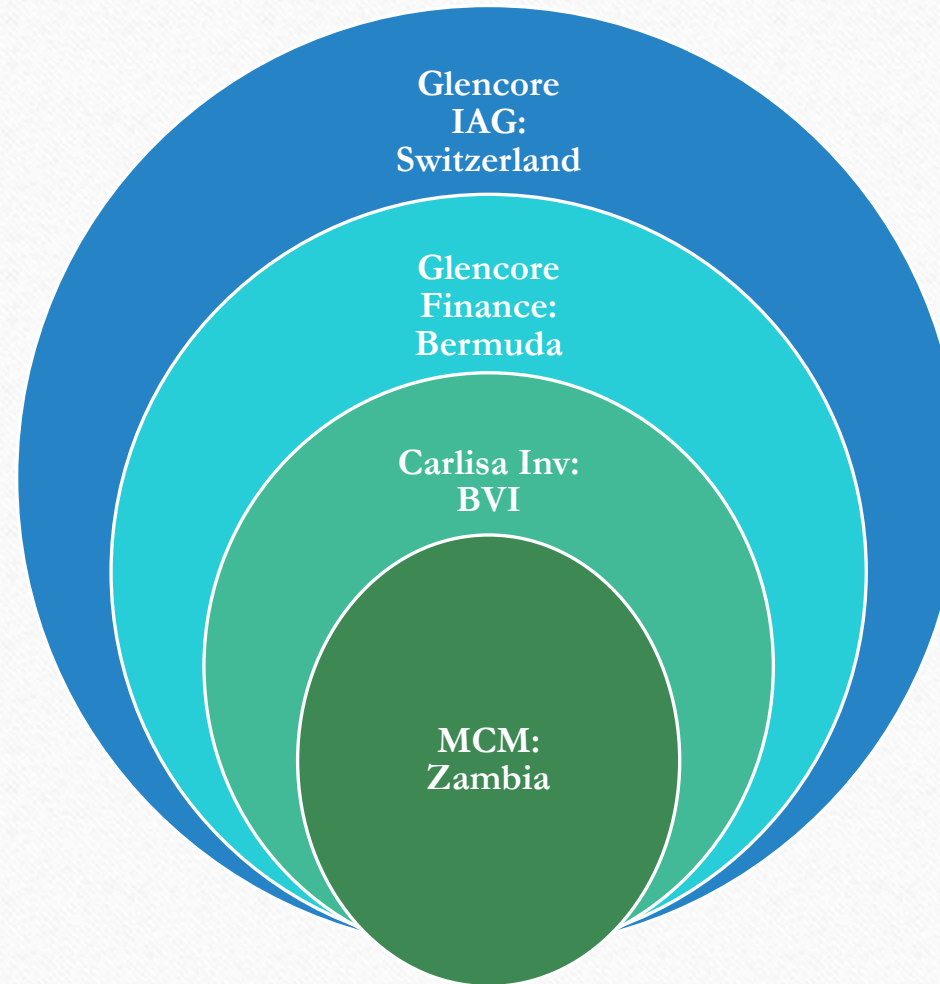 Glencore
IAG:
Switzerland
Glencore
Finance:
Bermuda
Carlisa Inv:
BVI
MCM:
Zambia